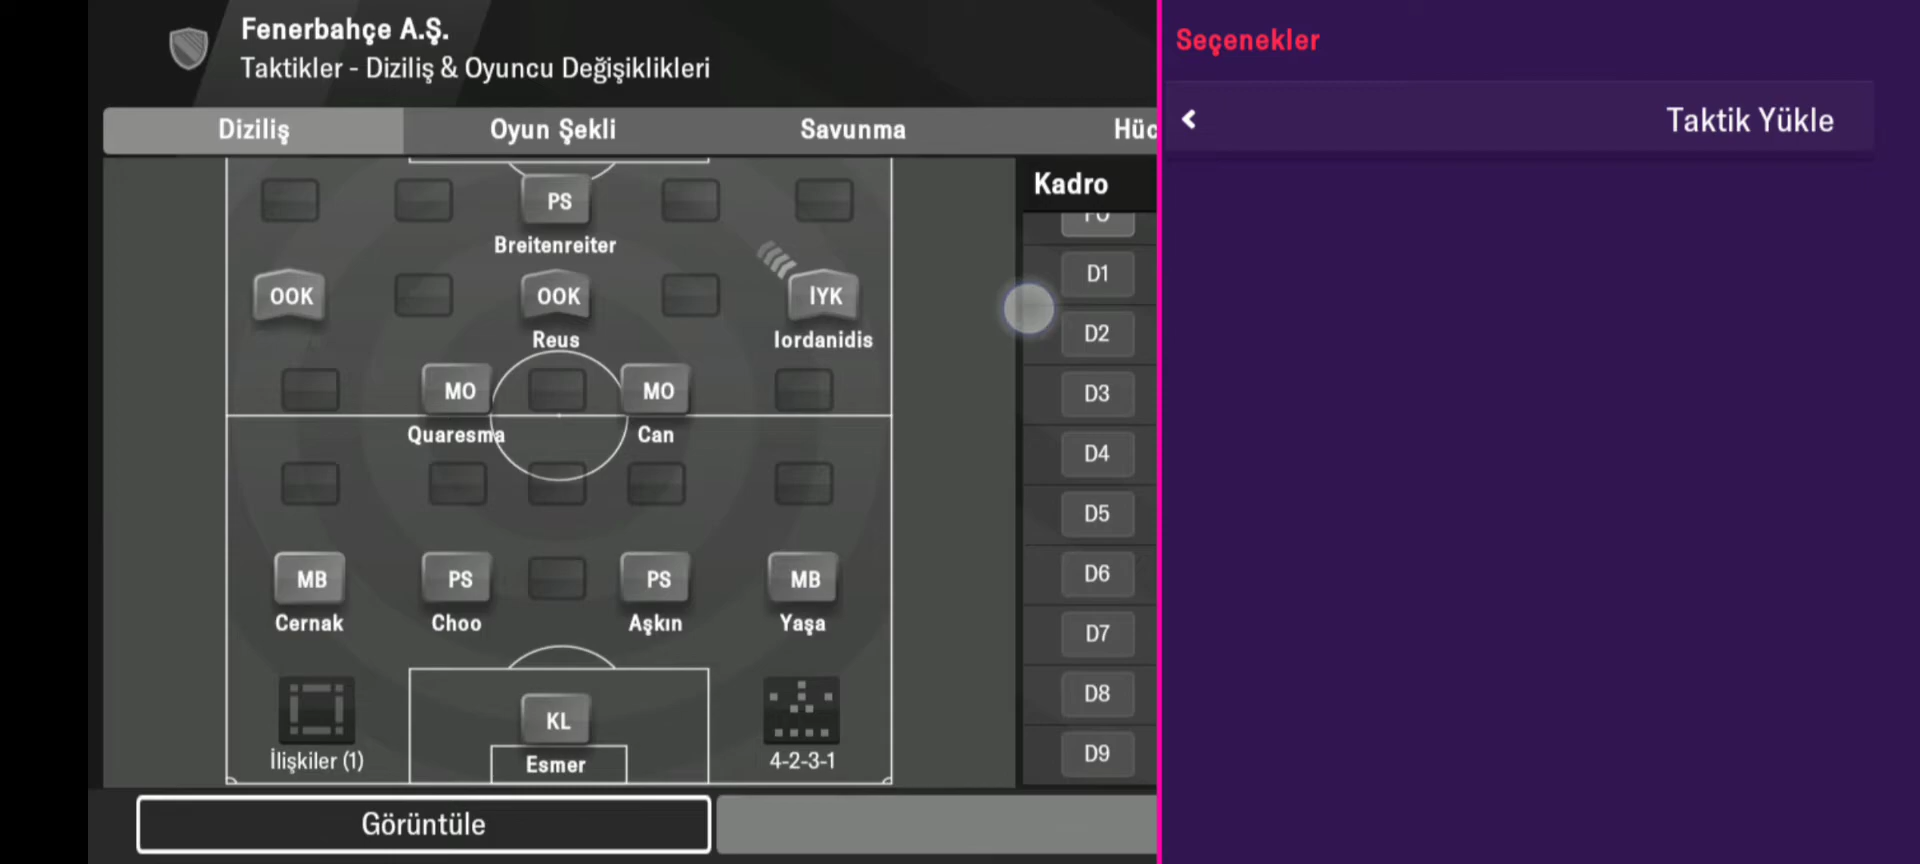 Fenerbahçe A.Ş.
Taktikler - Diziliş & Oyuncu Değişiklikleri
Seçenekler
Taktik Yükle
Diziliş
Oyun Şekli
Savunma
Hüc
Kadro
PS
Breitenreiter
OOK
OOK
Reus
İYK
Iordanidis
MO
Quaresma
MO
Can
MB
Cernak
PS
Choo
PS
Aşkın
MB
Yaşa
KL
Esmer
İlişkiler (1)
4-2-3-1
D1
D2
D3
D4
D5
D6
D7
D8
D9
Görüntüle